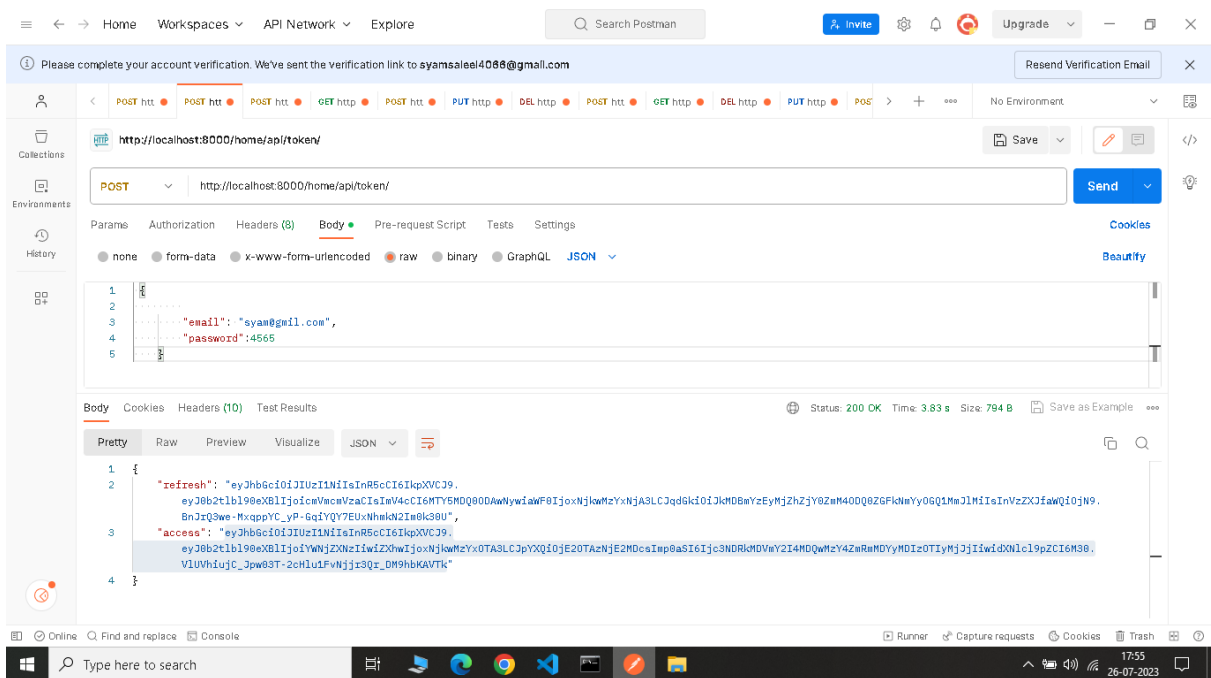 Home Workspaces API Network Explore Search Postman Invite Upgrade
Please complete your account verification. We've sent the verification link to syamsaleel4066@gmail.com Resend Verification Email
POST htt POST htt POST htt GET http POST htt PUT http DEL http POST htt GET http DEL http PUT http POS No Environment
http://localhost:8000/home/api/token/ Save
Collections
POST http://localhost:8000/home/api/token/ Send
Environments
Params Authorization Headers (8) Body Pre-request Script Tests Settings Cookies
History
none form-data x-www-form-urlencoded raw binary GraphQL JSON Beautify
1 {
2
3 "email": "syam@gmil.com",
4 "password":4565
5 }
Body Cookies Headers (10) Test Results Status: 200 OK Time: 3.83 s Size: 794 B Save as Example
Pretty Raw Preview Visualize JSON
1 {
2 "refresh": "eyJhbGciOiJIUzI1NiIsInR5cCI6IkpXVCJ9.
3 "access": "eyJhbGciOiJIUzI1NiIsInR5cCI6IkpXVCJ9.
4 }
Online Find and replace Console Runner Capture requests Cookies Trash
Type here to search 17:55
26-07-2023